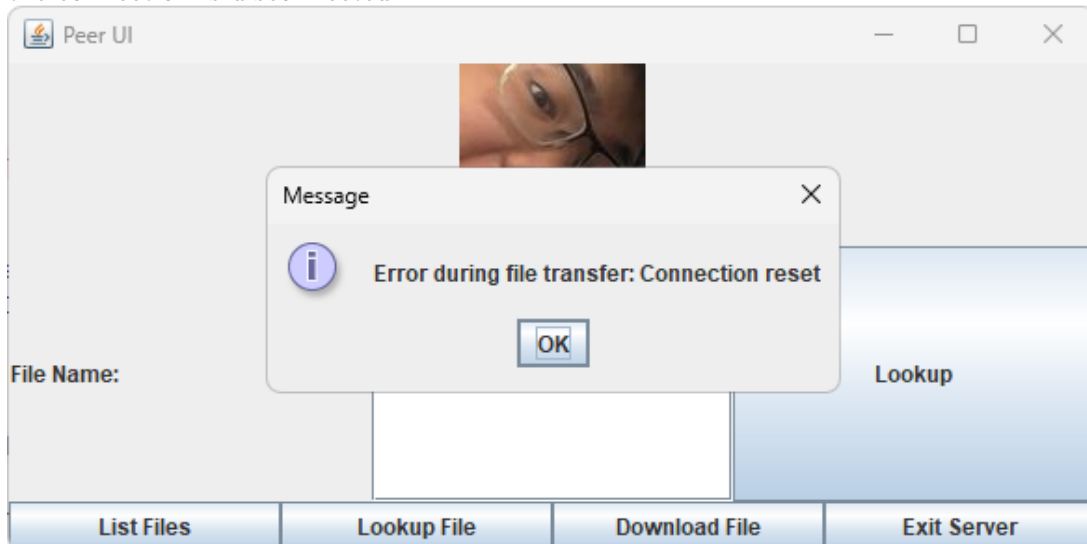 Peer UI
Message
Error during file transfer: Connection reset
OK
File Name:
Lookup
List Files
Lookup File
Download File
Exit Server